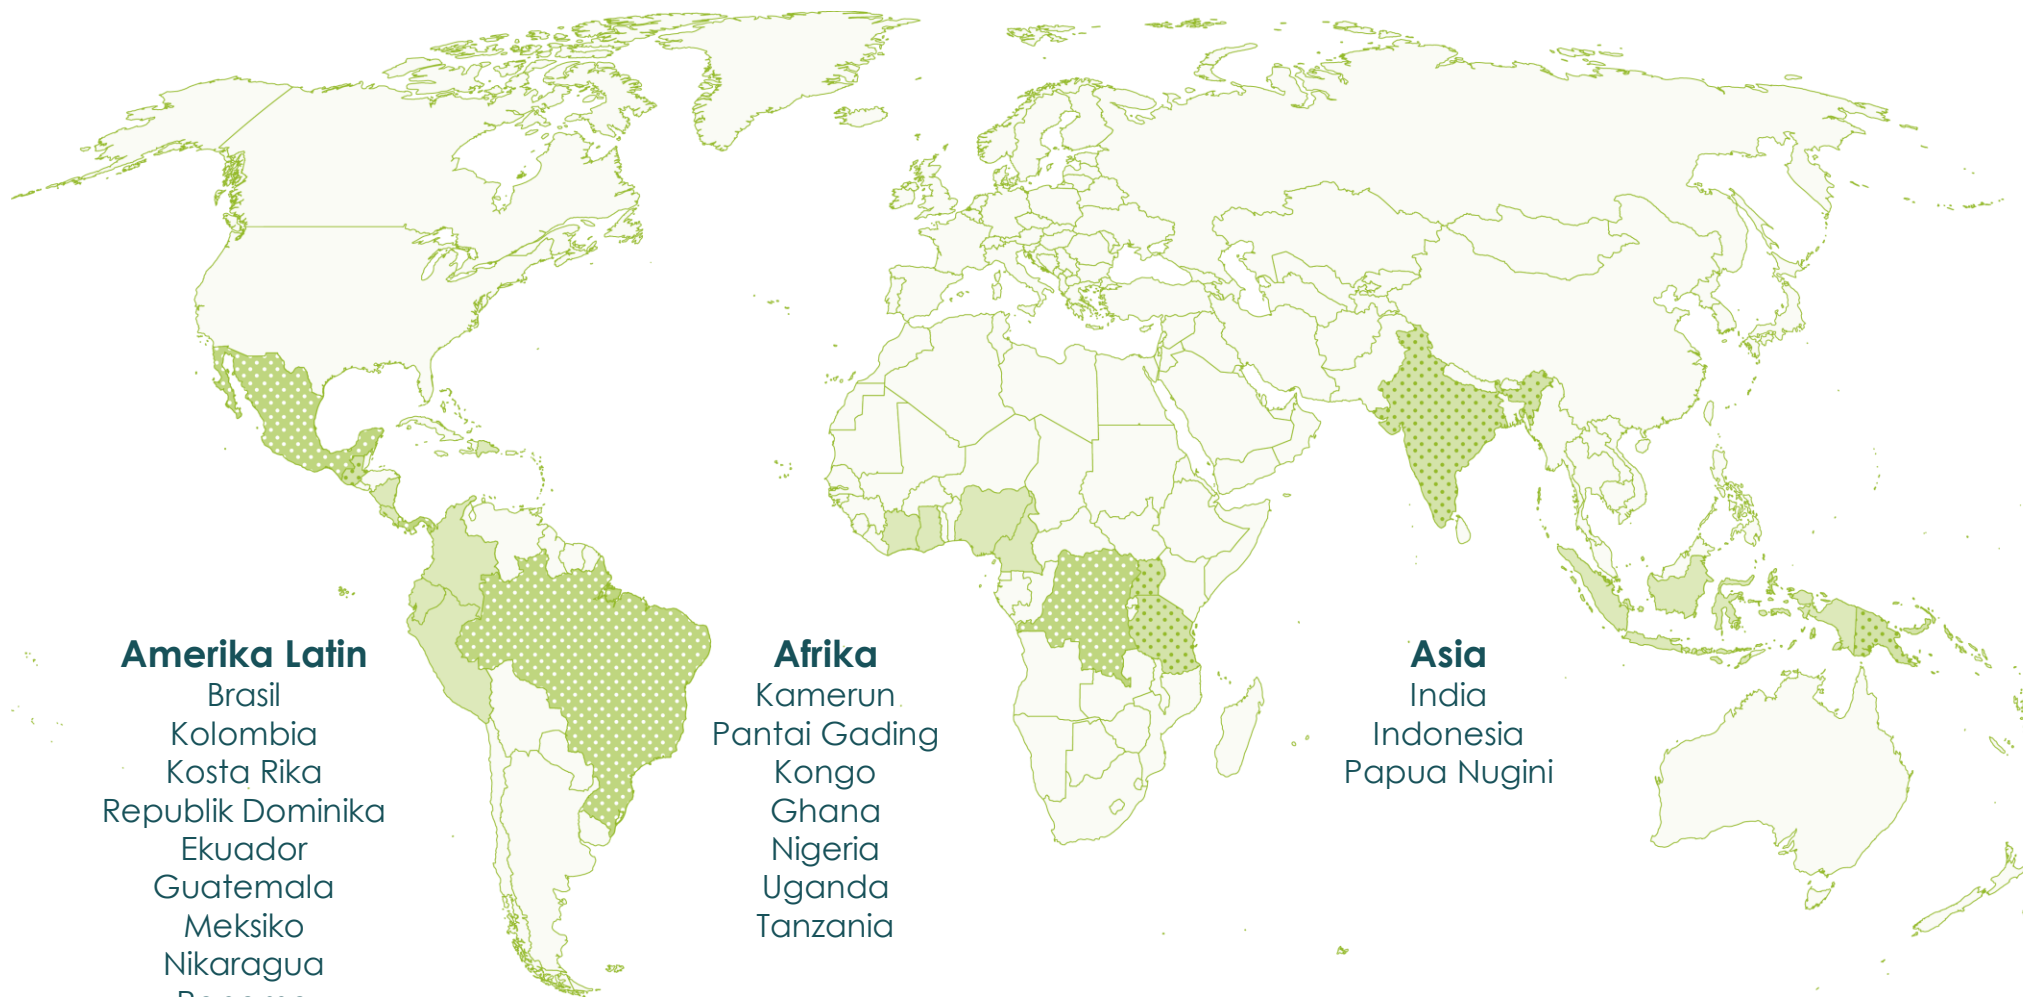 Amerika Latin
Brasil
Kolombia
Kosta Rika
Republik Dominika
Ekuador
Guatemala
Meksiko
Nikaragua
Afrika
Kamerun
Pantai Gading
Kongo
Ghana
Nigeria
Uganda
Tanzania
Asia
India
Indonesia
Papua Nugini